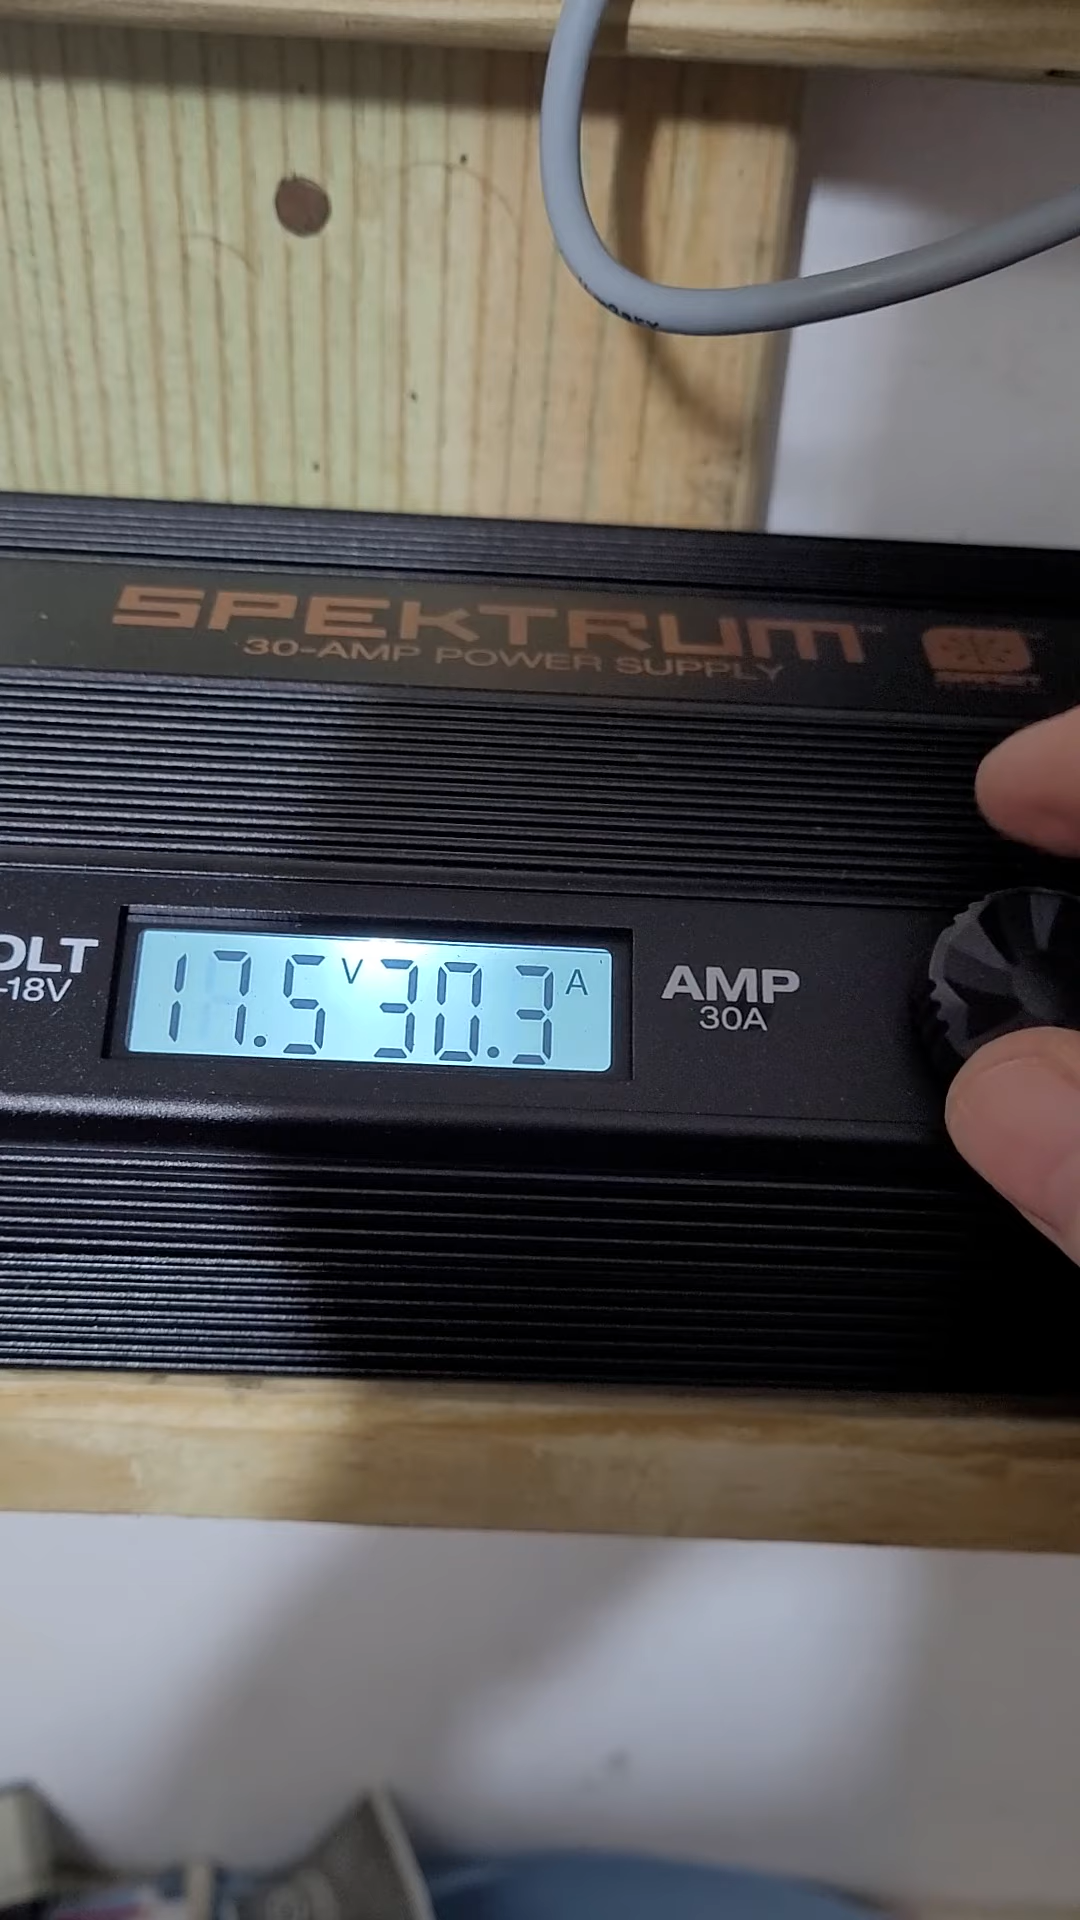 SPEKTRUM
30-AMP POWER SUPPLY
OLT
-18V
17.5 V 30.3 A
AMP
30A